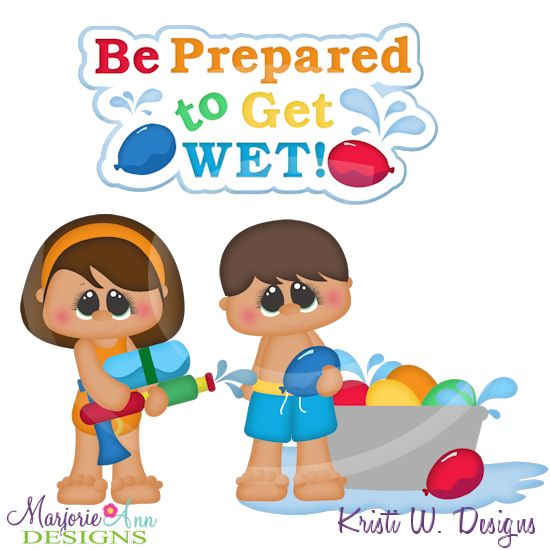 Be Prepared
to Get
WET!
Marjorie Ann
DESIGNS
Kristi W. Designs